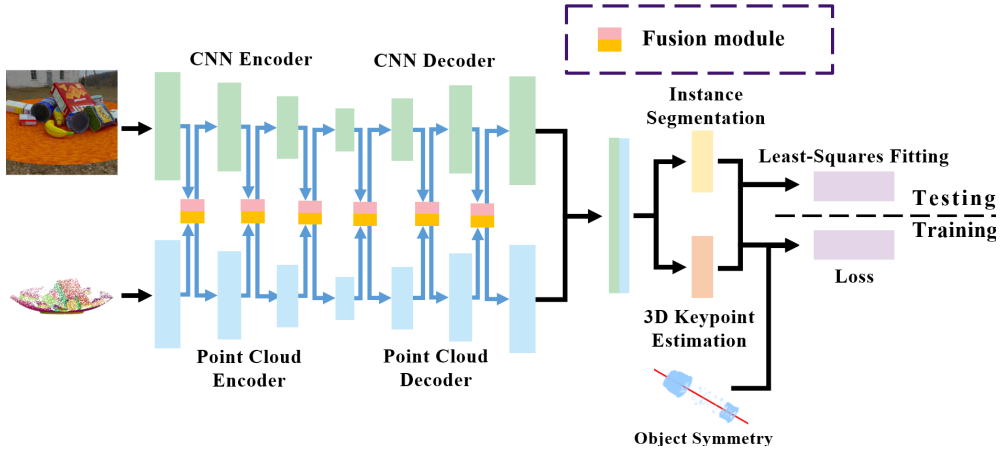 Fusion module
CNN Encoder
CNN Decoder
Instance
Segmentation
Least-Squares Fitting
Testing
Training
Loss
3D Keypoint
Estimation
Point Cloud
Encoder
Point Cloud
Decoder
Object Symmetry